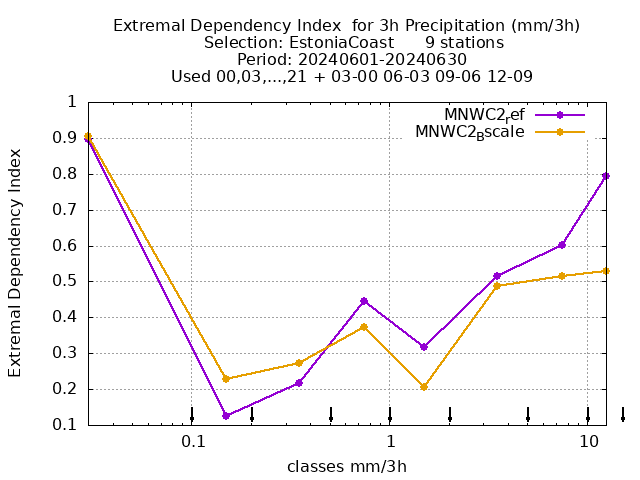 Extremal Dependency Index  for 3h Precipitation (mm/3h)
Selection: EstoniaCoast      9 stations
Period: 20240601-20240630
Used 00,03,...,21 + 03-00 06-03 09-06 12-09
MNWC2ref
MNWC2Bscale
1
0.9
0.8
0.7
0.6
0.5
0.4
0.3
0.2
0.1
Extremal Dependency Index
0.1 1 10
classes mm/3h